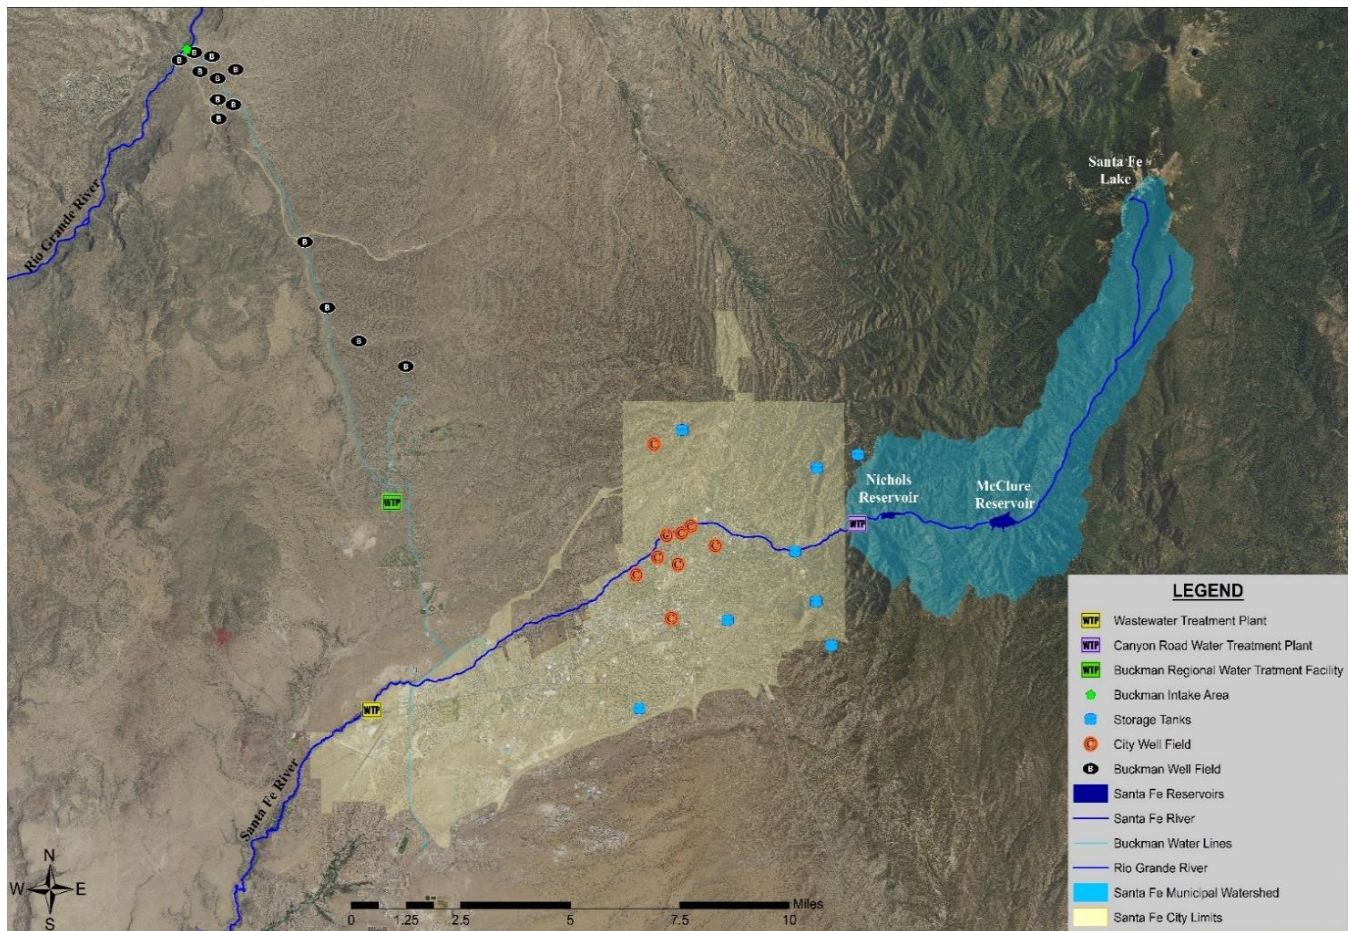 B
B
B
B
B
B
B
B
B
B
Santa Fe
Lake
Rio Grande River
B
B
B
B
C
Nichols
Reservoir
McClure
Reservoir
WTP
WTP
C
C
C
C
C
C
C
C
LEGEND
WTP Wastewater Treatment Plant
WTP Canyon Road Water Treatment Plant
WTP Buckman Regional Water Tratment Facility
Buckman Intake Area
Storage Tanks
C City Well Field
B Buckman Well Field
Santa Fe Reservoirs
Santa Fe River
Buckman Water Lines
Rio Grande River
Santa Fe Municipal Watershed
Santa Fe City Limits
WTP
Santa Fe River
N
W E
S
Miles
0 1.25 2.5 5 7.5 10